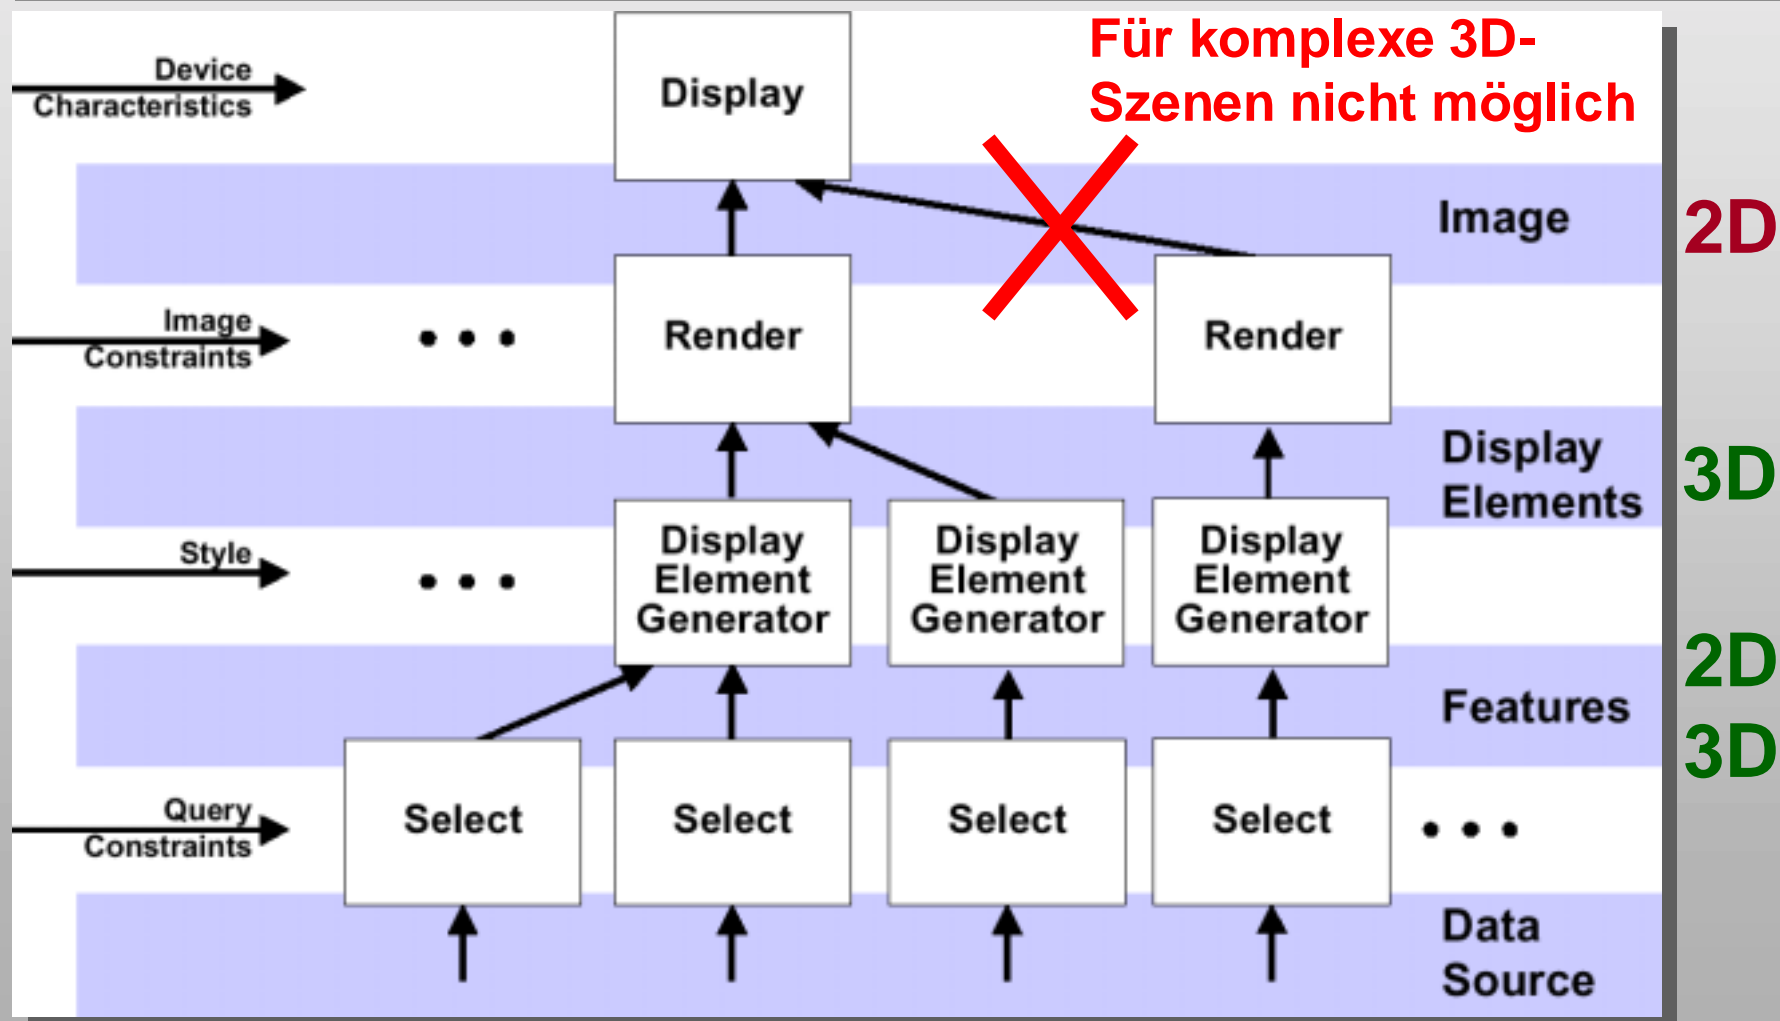 Für komplexe 3D-
Szenen nicht möglich
Device
Characteristics
Display
Image
2D
Image
Constraints
• • •
Render
Render
Display
Elements
3D
Style
• • •
Display
Element
Generator
Display
Element
Generator
Display
Element
Generator
2D
Features
3D
Query
Constraints
Select
Select
Select
Select
• • •
Data
Source